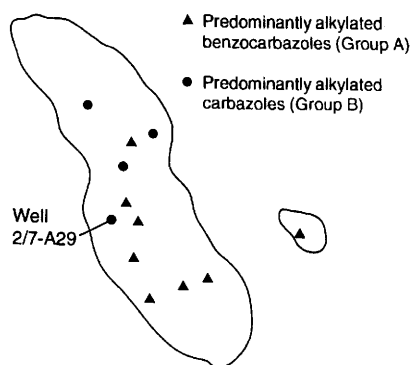 ▲ Predominantly alkylated
benzocarbazoles (Group A)
● Predominantly alkylated
carbazoles (Group B)
Well
2/7-A29